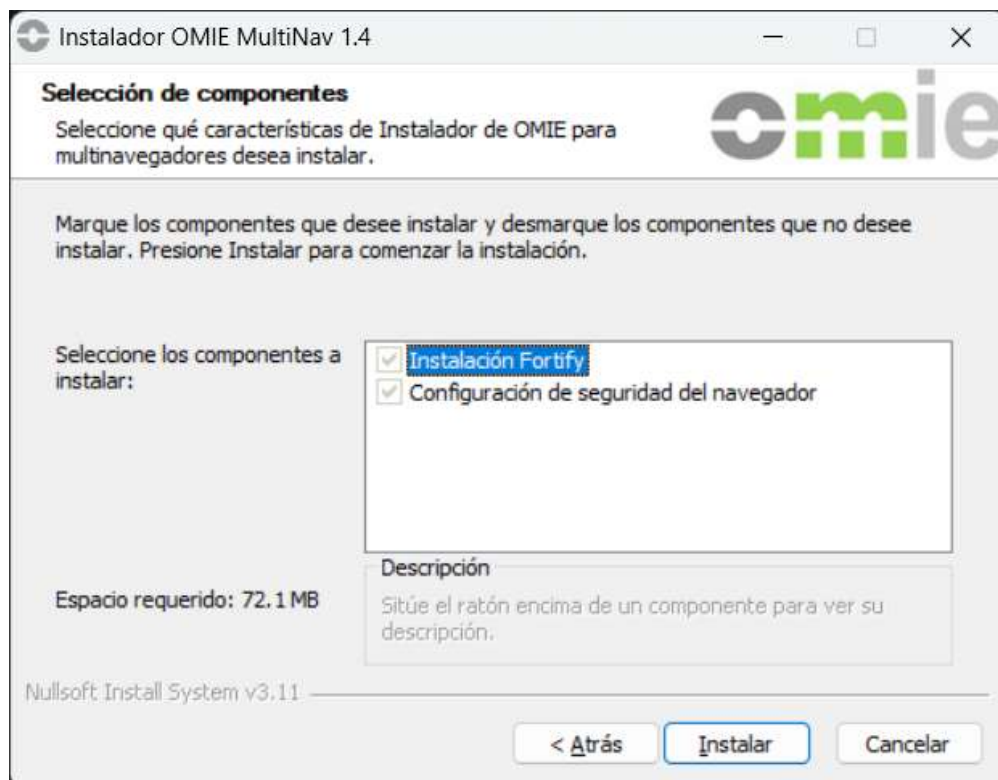 Instalador OMIE MultiNav 1.4
Selección de componentes
Seleccione qué características de Instalador de OMIE para
multinavegadores desea instalar.
omie
Marque los componentes que desee instalar y desmarque los componentes que no desee
instalar. Presione Instalar para comenzar la instalación.
Seleccione los componentes a
instalar:
Instalación Fortify
Configuración de seguridad del navegador
Espacio requerido: 72.1 MB
Descripción
Sitúe el ratón encima de un componente para ver su
descripción.
Nullsoft Install System v3.11
< Atrás
Instalar
Cancelar